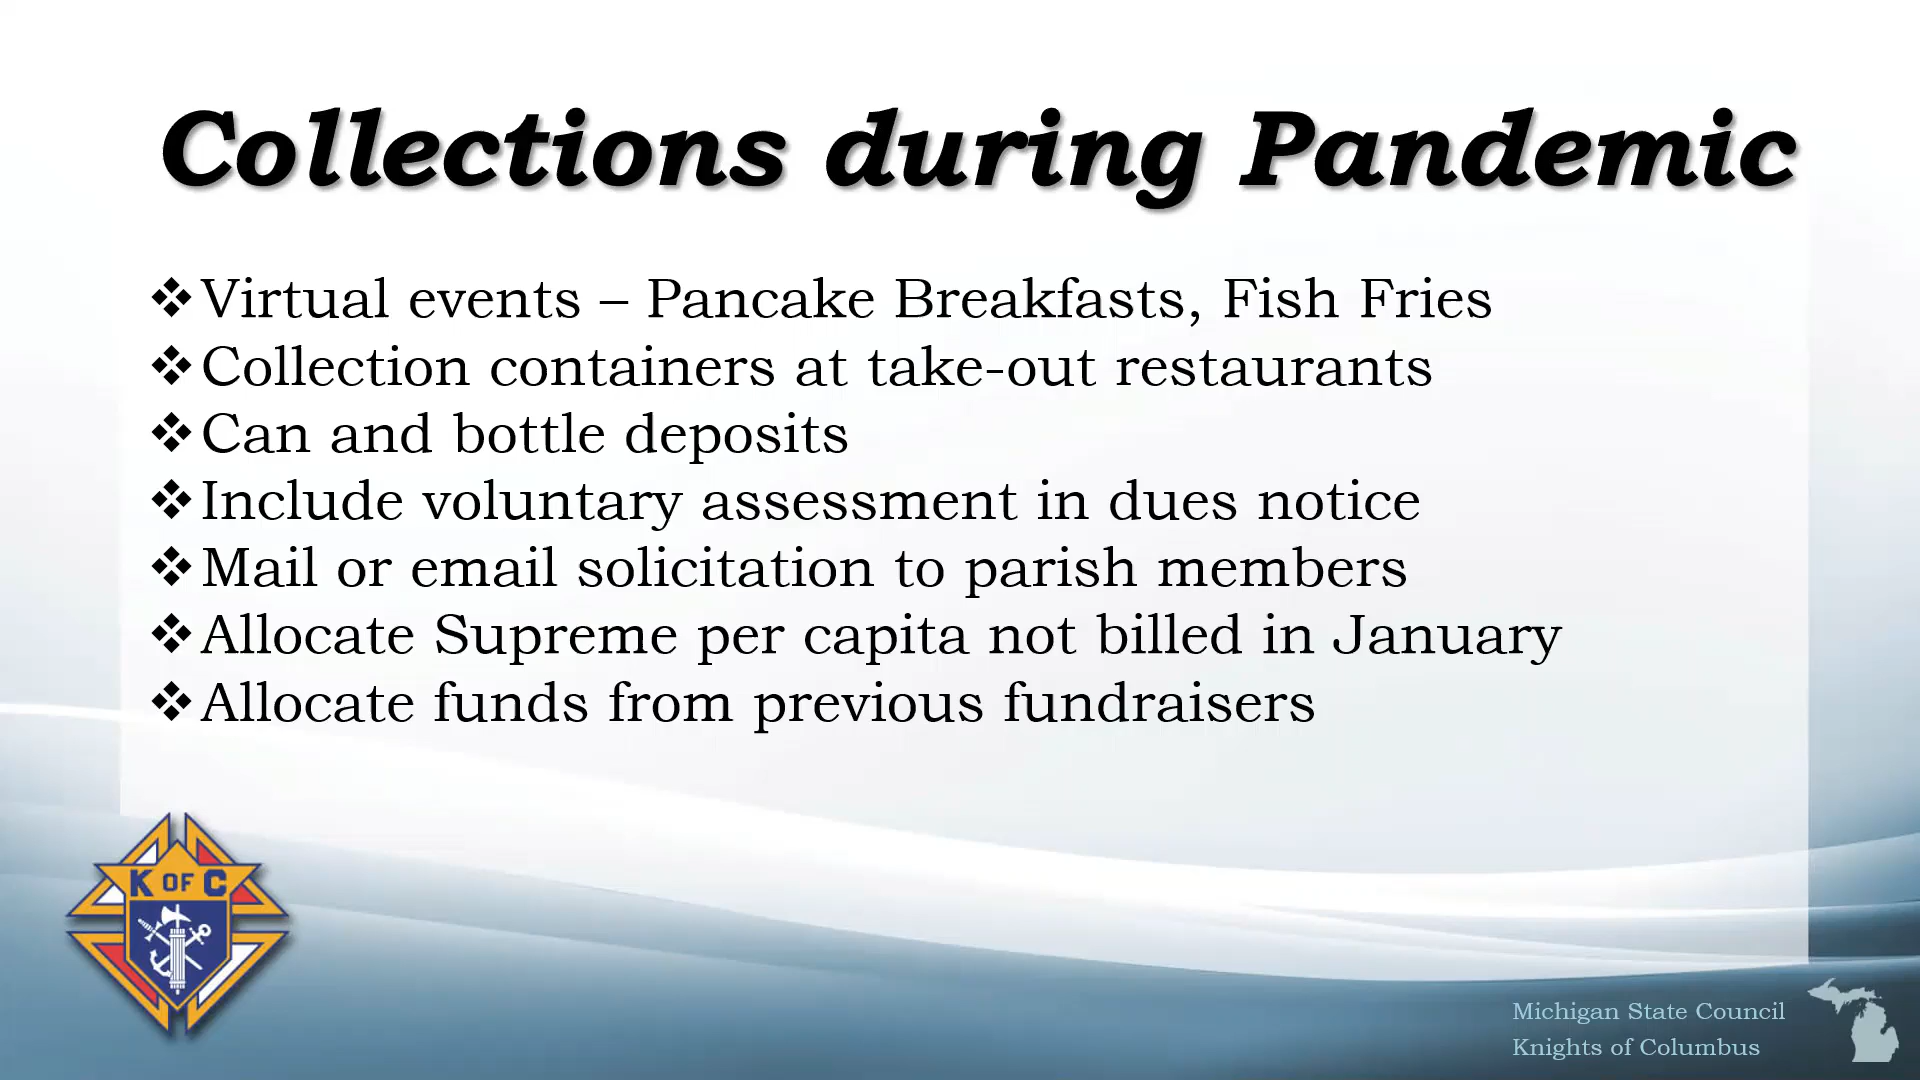 Collections during Pandemic
❖Virtual events – Pancake Breakfasts, Fish Fries
❖Collection containers at take-out restaurants
❖Can and bottle deposits
❖Include voluntary assessment in dues notice
❖Mail or email solicitation to parish members
❖Allocate Supreme per capita not billed in January
❖Allocate funds from previous fundraisers
K OF C
Michigan State Council
Knights of Columbus